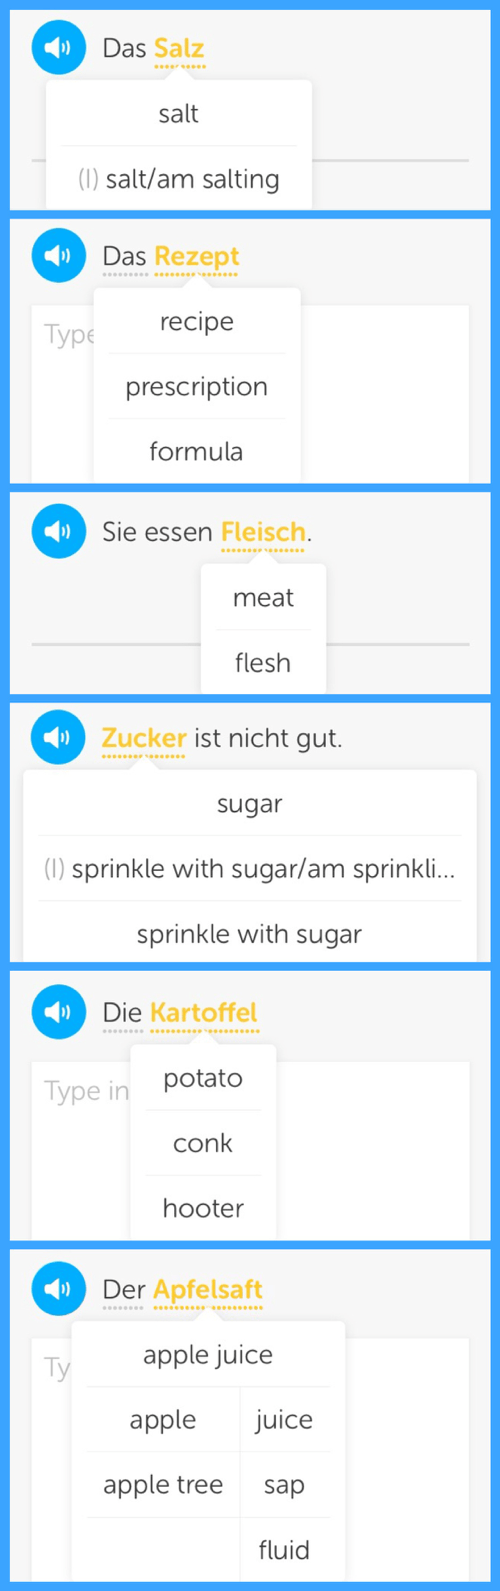 Das Salz
salt
(I) salt/am salting
Das Rezept
Type
recipe
prescription
formula
Sie essen Fleisch.
meat
flesh
Zucker ist nicht gut.
sugar
(I) sprinkle with sugar/am sprinkli...
sprinkle with sugar
Die Kartoffel
Type in
potato
conk
hooter
Der Apfelsaft
Ty
apple juice
apple juice
apple tree sap
fluid